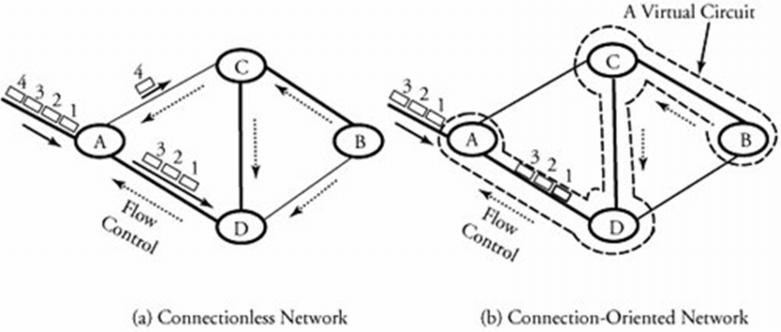 A Virtual Circuit
C
4
4 3 2 1
A
3 2 1
B
D
Flow
Control
C
3 2 1
A
3 2 1
B
D
Flow
Control
(a) Connectionless Network
(b) Connection-Oriented Network